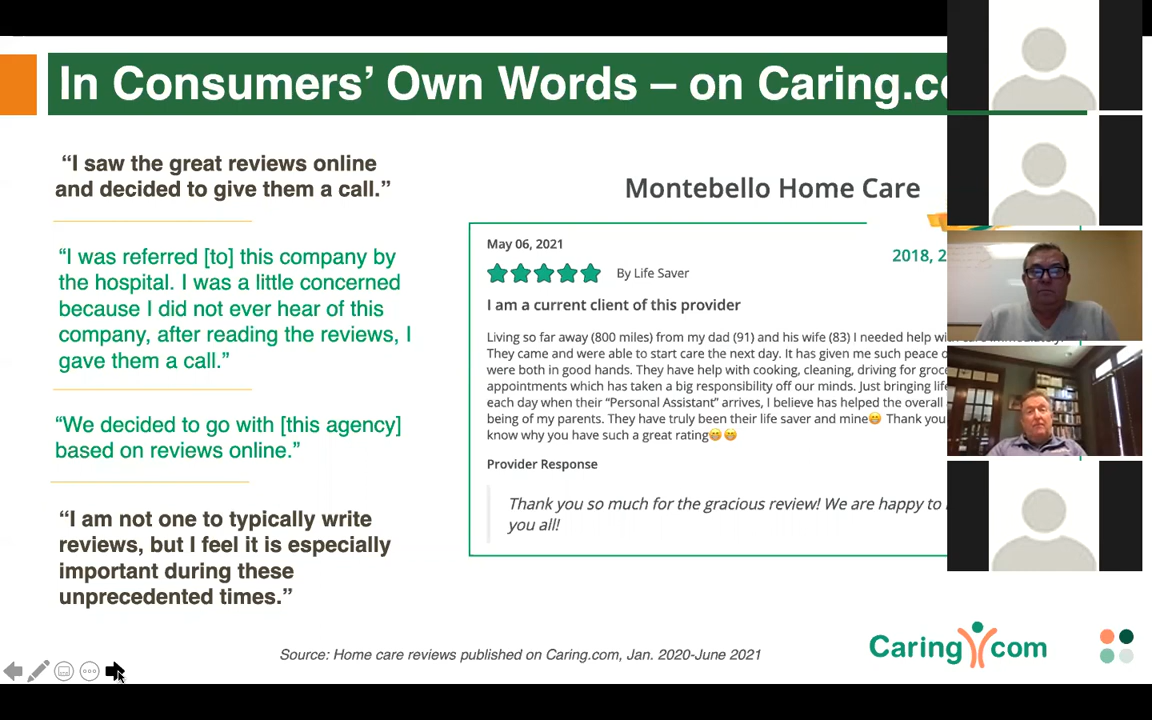 In Consumers’ Own Words – on Caring.c
“I saw the great reviews online
and decided to give them a call.”
“I was referred [to] this company by
the hospital. I was a little concerned
because I did not ever hear of this
company, after reading the reviews, I
gave them a call.”
“We decided to go with [this agency]
based on reviews online.”
“I am not one to typically write
reviews, but I feel it is especially
important during these
unprecedented times.”
Montebello Home Care
May 06, 2021
2018, 2
By Life Saver
I am a current client of this provider
Living so far away (800 miles) from my dad (91) and his wife (83) I needed help
They came and were able to start care the next day. It has given me such peace
were both in good hands. They have help with cooking, cleaning, driving for
appointments which has taken a big responsibility off our minds. Just bringing
each day when their “Personal Assistant” arrives, I believe has helped the overall
being of my parents. They have truly been their life saver and mine😁 Thank you
know why you have such a great rating😁😁
Provider Response
Thank you so much for the gracious review! We are happy to
you all!
Source: Home care reviews published on Caring.com, Jan. 2020-June 2021
Caring com